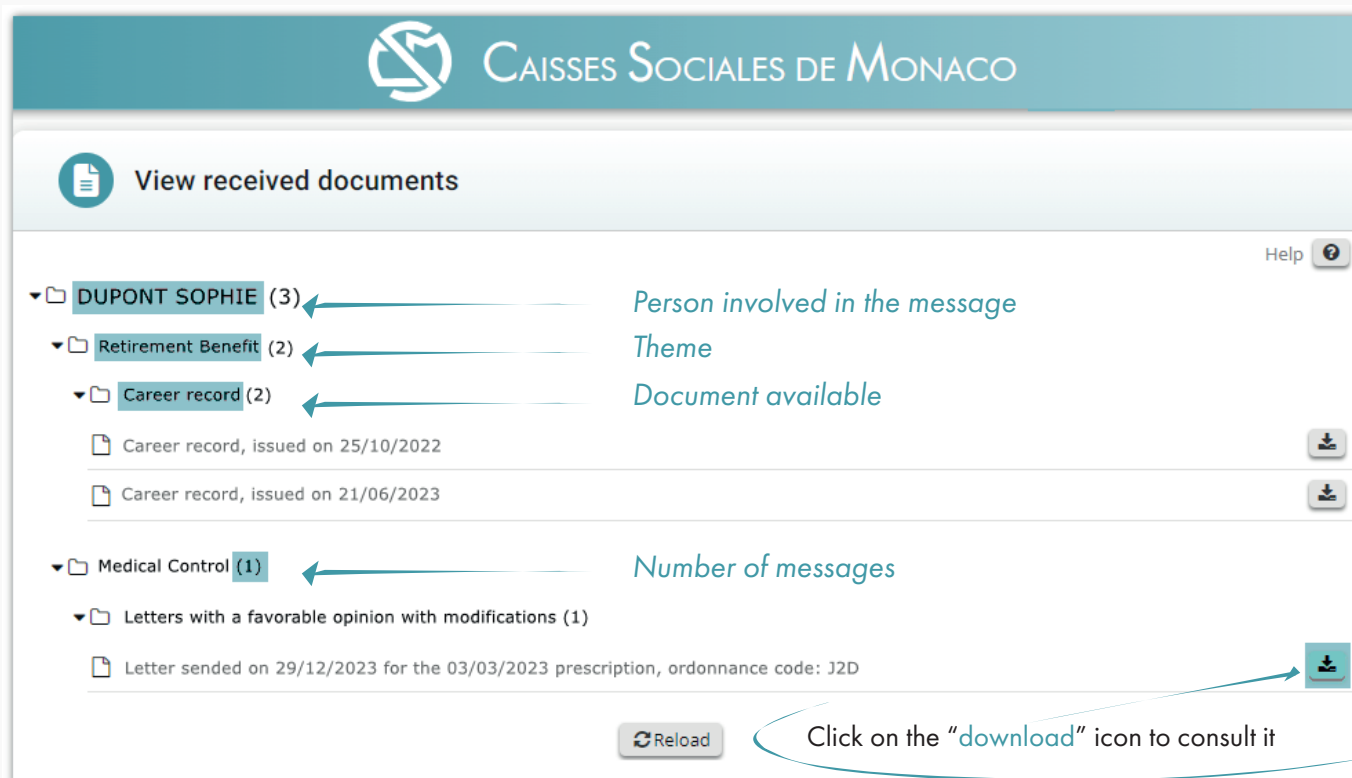 CAISSES SOCIALES DE MONACO
View received documents
Help
DUPONT SOPHIE (3)
Person involved in the message
Retirement Benefit (2)
Theme
Career record (2)
Document available
Career record, issued on 25/10/2022
Career record, issued on 21/06/2023
Medical Control (1)
Number of messages
Letters with a favorable opinion with modifications (1)
Letter sended on 29/12/2023 for the 03/03/2023 prescription, ordonnance code: J2D
Reload
Click on the “download” icon to consult it